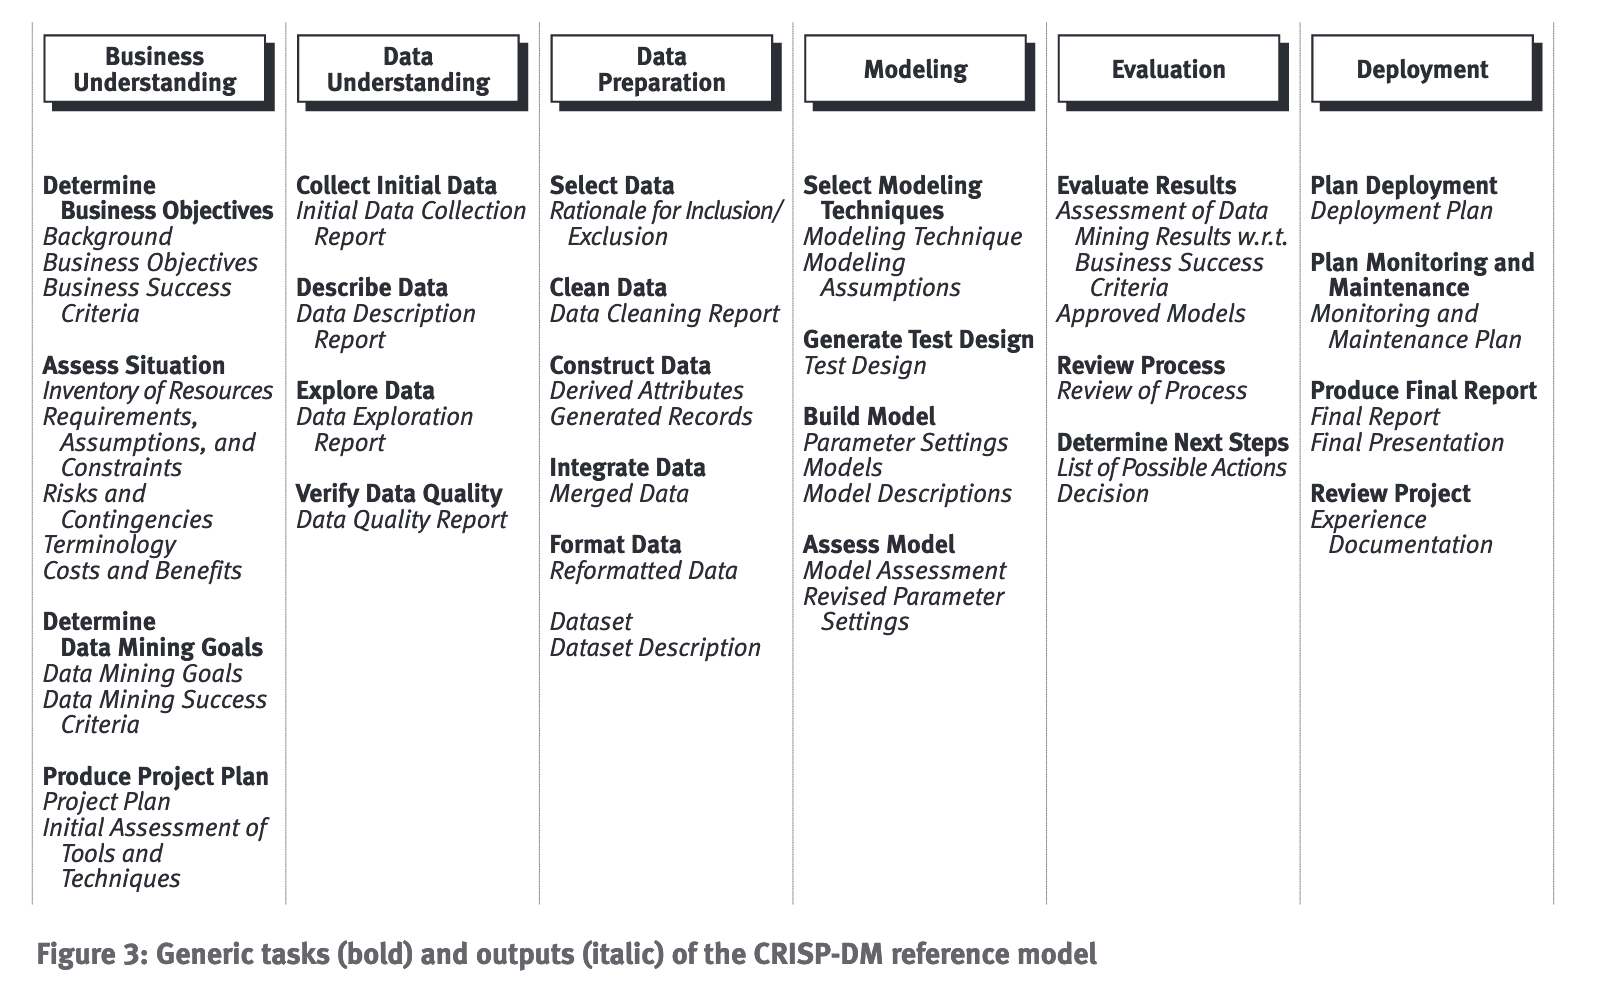 Business
Understanding
Data
Understanding
Data
Preparation
Modeling
Evaluation
Deployment
Determine
Business Objectives
Background
Business Objectives
Business Success
Criteria
Assess Situation
Inventory of Resources
Requirements,
Assumptions, and
Constraints
Risks and
Contingencies
Terminology
Costs and Benefits
Determine
Data Mining Goals
Data Mining Goals
Data Mining Success
Criteria
Produce Project Plan
Project Plan
Initial Assessment of
Tools and
Techniques
Collect Initial Data
Initial Data Collection
Report
Describe Data
Data Description
Report
Explore Data
Data Exploration
Report
Verify Data Quality
Data Quality Report
Select Data
Rationale for Inclusion/
Exclusion
Clean Data
Data Cleaning Report
Construct Data
Derived Attributes
Generated Records
Integrate Data
Merged Data
Format Data
Reformatted Data
Dataset
Dataset Description
Select Modeling
Techniques
Modeling Technique
Modeling
Assumptions
Generate Test Design
Test Design
Build Model
Parameter Settings
Models
Model Descriptions
Assess Model
Model Assessment
Revised Parameter
Settings
Evaluate Results
Assessment of Data
Mining Results w.r.t.
Business Success
Criteria
Approved Models
Review Process
Review of Process
Determine Next Steps
List of Possible Actions
Decision
Plan Deployment
Deployment Plan
Plan Monitoring and
Maintenance
Monitoring and
Maintenance Plan
Produce Final Report
Final Report
Final Presentation
Review Project
Experience
Documentation
Figure 3: Generic tasks (bold) and outputs (italic) of the CRISP-DM reference model